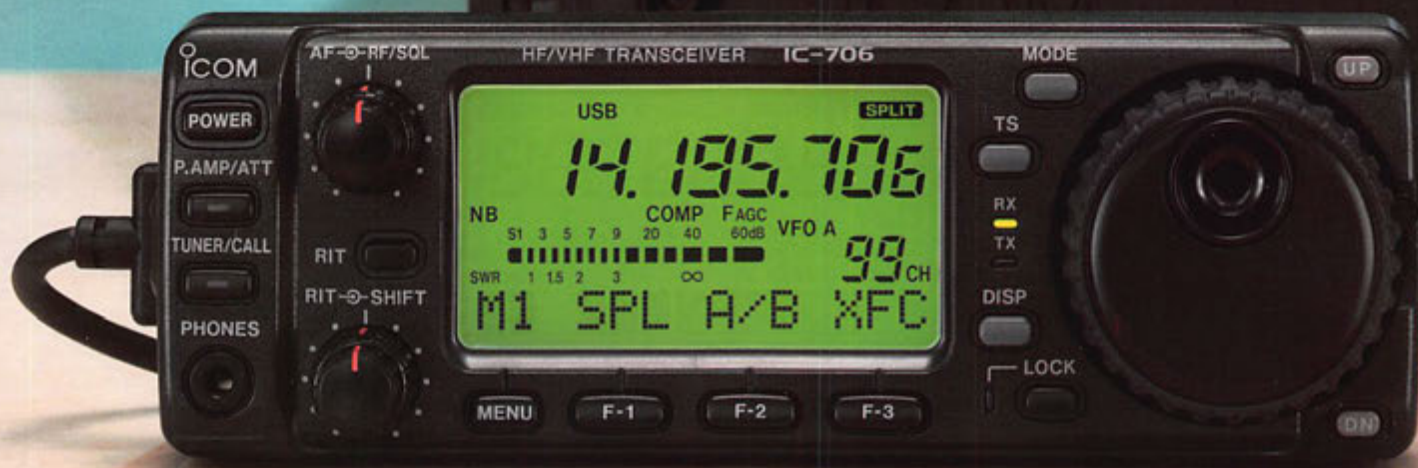 ICOM
POWER
P.AMP/ATT
TUNER/CALL
PHONES
AF RF/SQL
RIT
RIT SHIFT
HF/VHF TRANSCEIVER IC-706
USB SPLIT
14.195.706
NB COMP FAGC VFO A
S1 3 5 7 9 20 40 60dB
99 CH
SWR 1 1.5 2 3 ∞
M1 SPL A/B XFC
MENU F-1 F-2 F-3
MODE
TS
RX
TX
DISP
LOCK
UP
DN